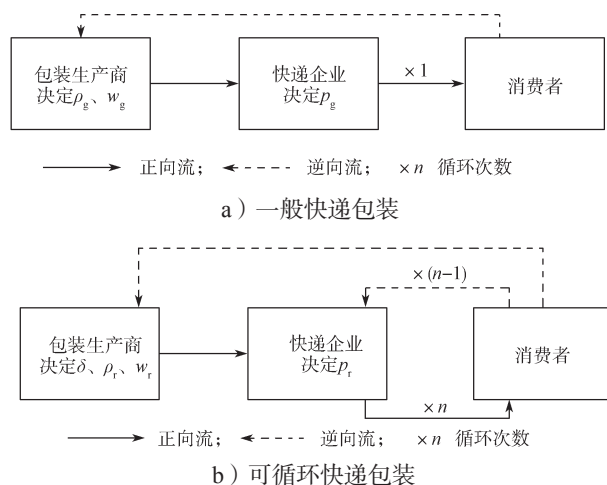 包装生产商
决定ρg、wg
快递企业
决定pg
×1
消费者
正向流； 逆向流； ×n 循环次数
a）一般快递包装
×(n−1)
包装生产商
决定δ、ρr、wr
快递企业
决定pr
消费者
×n
正向流； 逆向流； ×n 循环次数
b）可循环快递包装